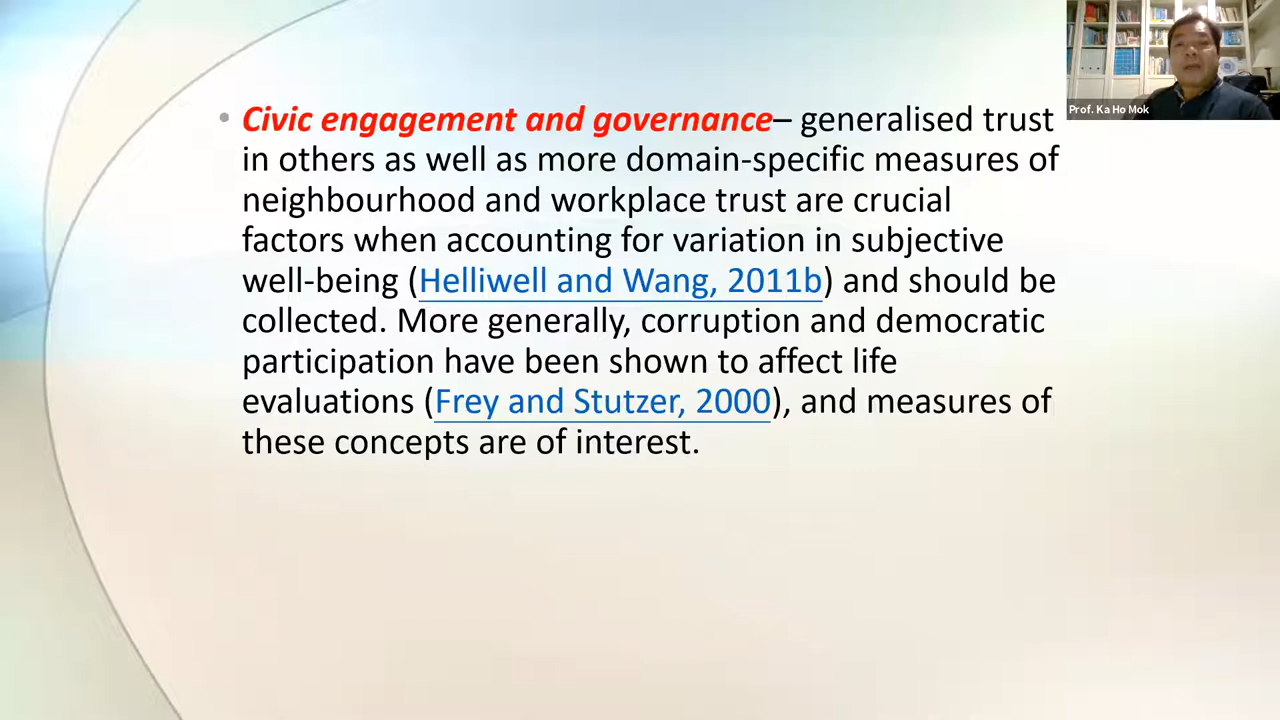 Prof. Ka Ho Mok
• Civic engagement and governance– generalised trust
in others as well as more domain-specific measures of
neighbourhood and workplace trust are crucial
factors when accounting for variation in subjective
well-being (Helliwell and Wang, 2011b) and should be
collected. More generally, corruption and democratic
participation have been shown to affect life
evaluations (Frey and Stutzer, 2000), and measures of
these concepts are of interest.